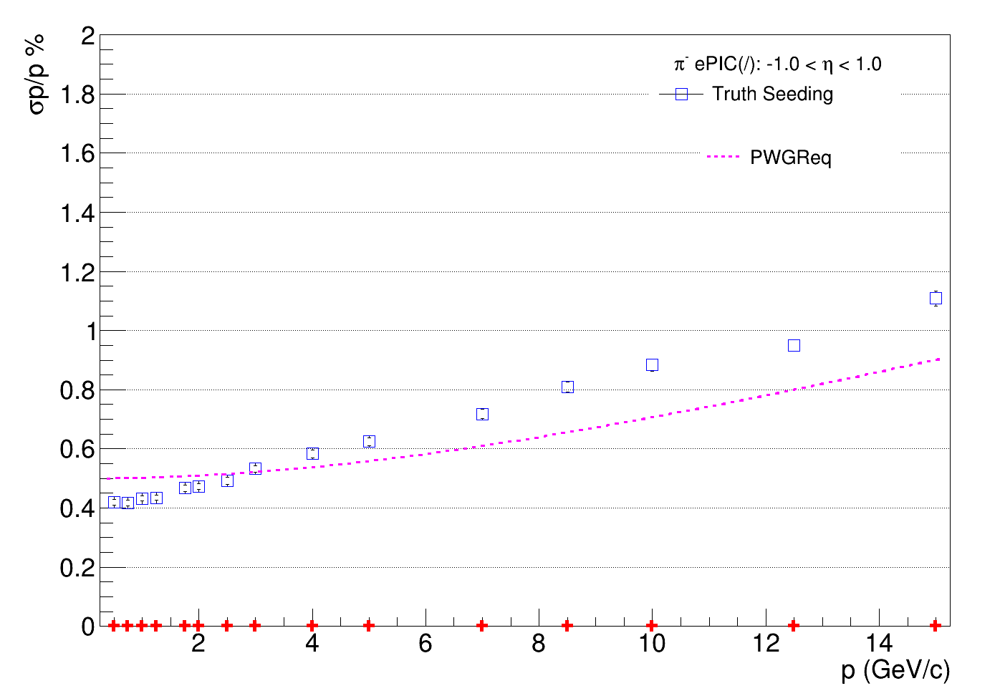 σp/p %
2
1.8
1.6
1.4
1.2
1
0.8
0.6
0.4
0.2
0
π⁻ ePIC(/): -1.0 < η < 1.0
Truth Seeding
PWGReq
2 4 6 8 10 12 14
p (GeV/c)